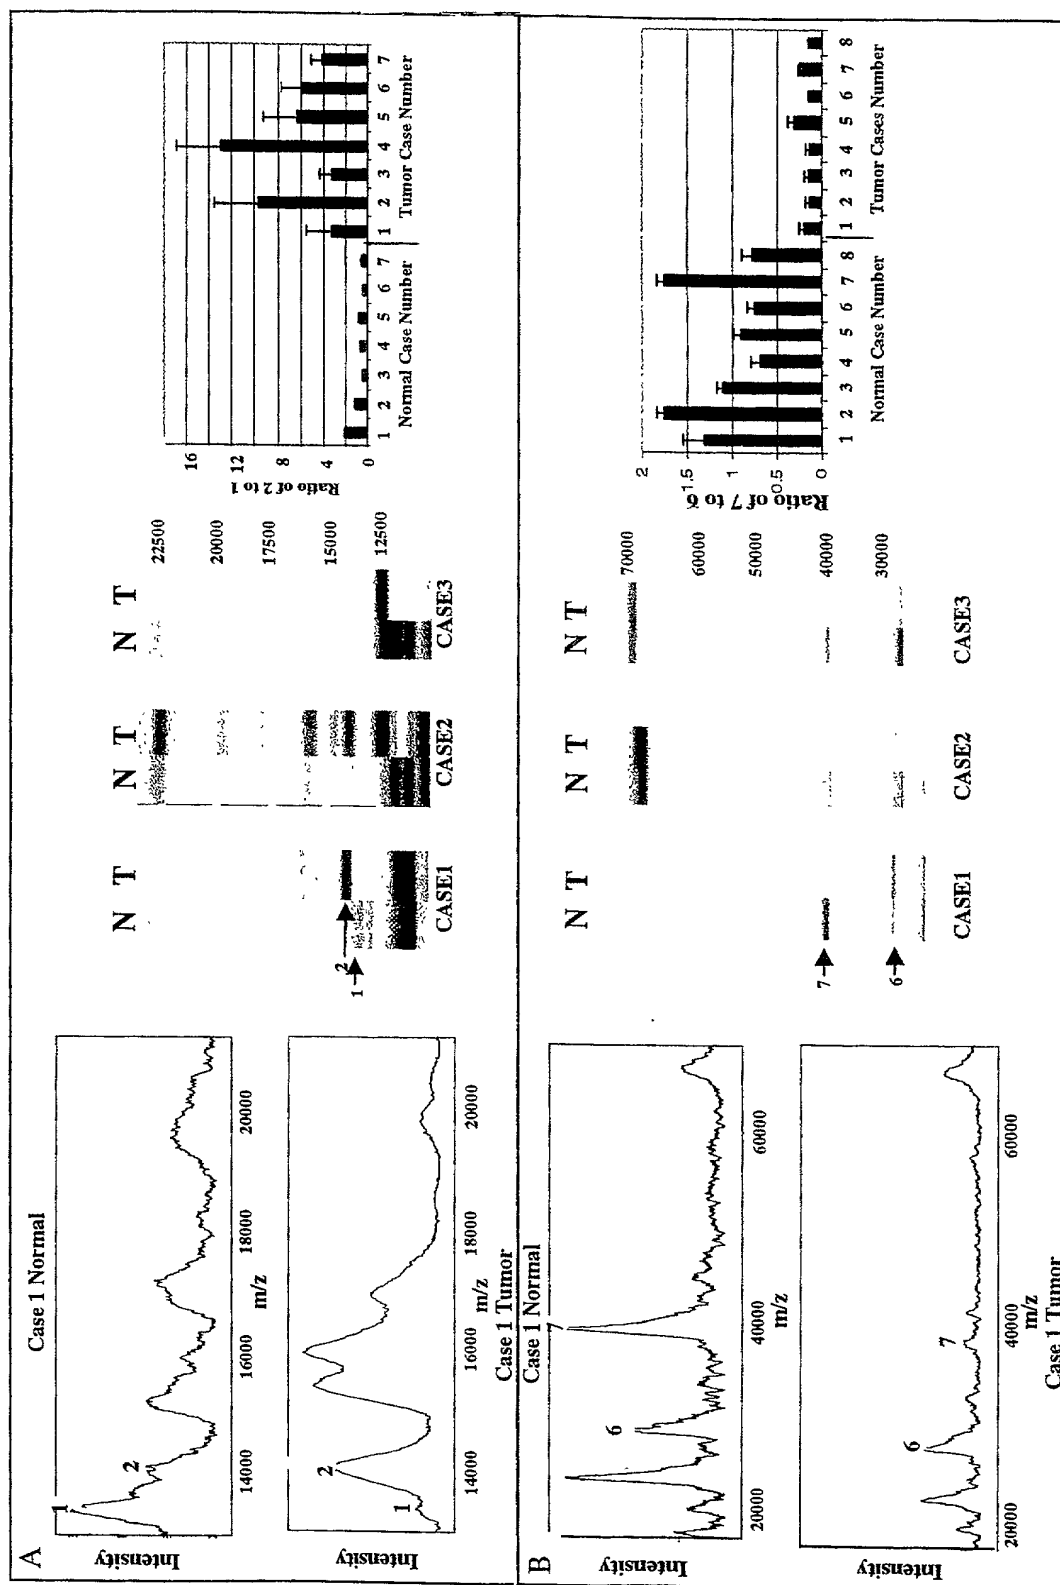 A
Case 1 Normal
Intensity
1
2
14000 16000 18000 20000
m/z
Intensity
1
2
14000 16000 18000 20000
m/z
Case 1 Tumor
N T N T N T
22500
20000
17500
15000
12500
1
2
CASE1 CASE2 CASE3
Ratio of 2 to 1
16
12
8
4
0
1 2 3 4 5 6 7 1 2 3 4 5 6 7
Normal Case Number Tumor Case Number
B
Case 1 Normal
Intensity
6
7
20000 40000 60000
m/z
Intensity
6
7
20000 40000 60000
m/z
Case 1 Tumor
N T N T N T
70000
60000
50000
40000
30000
7
6
CASE1 CASE2 CASE3
Ratio of 7 to 6
2
1.5
1
0.5
0
1 2 3 4 5 6 7 8 1 2 3 4 5 6 7 8
Normal Case Number Tumor Cases Number